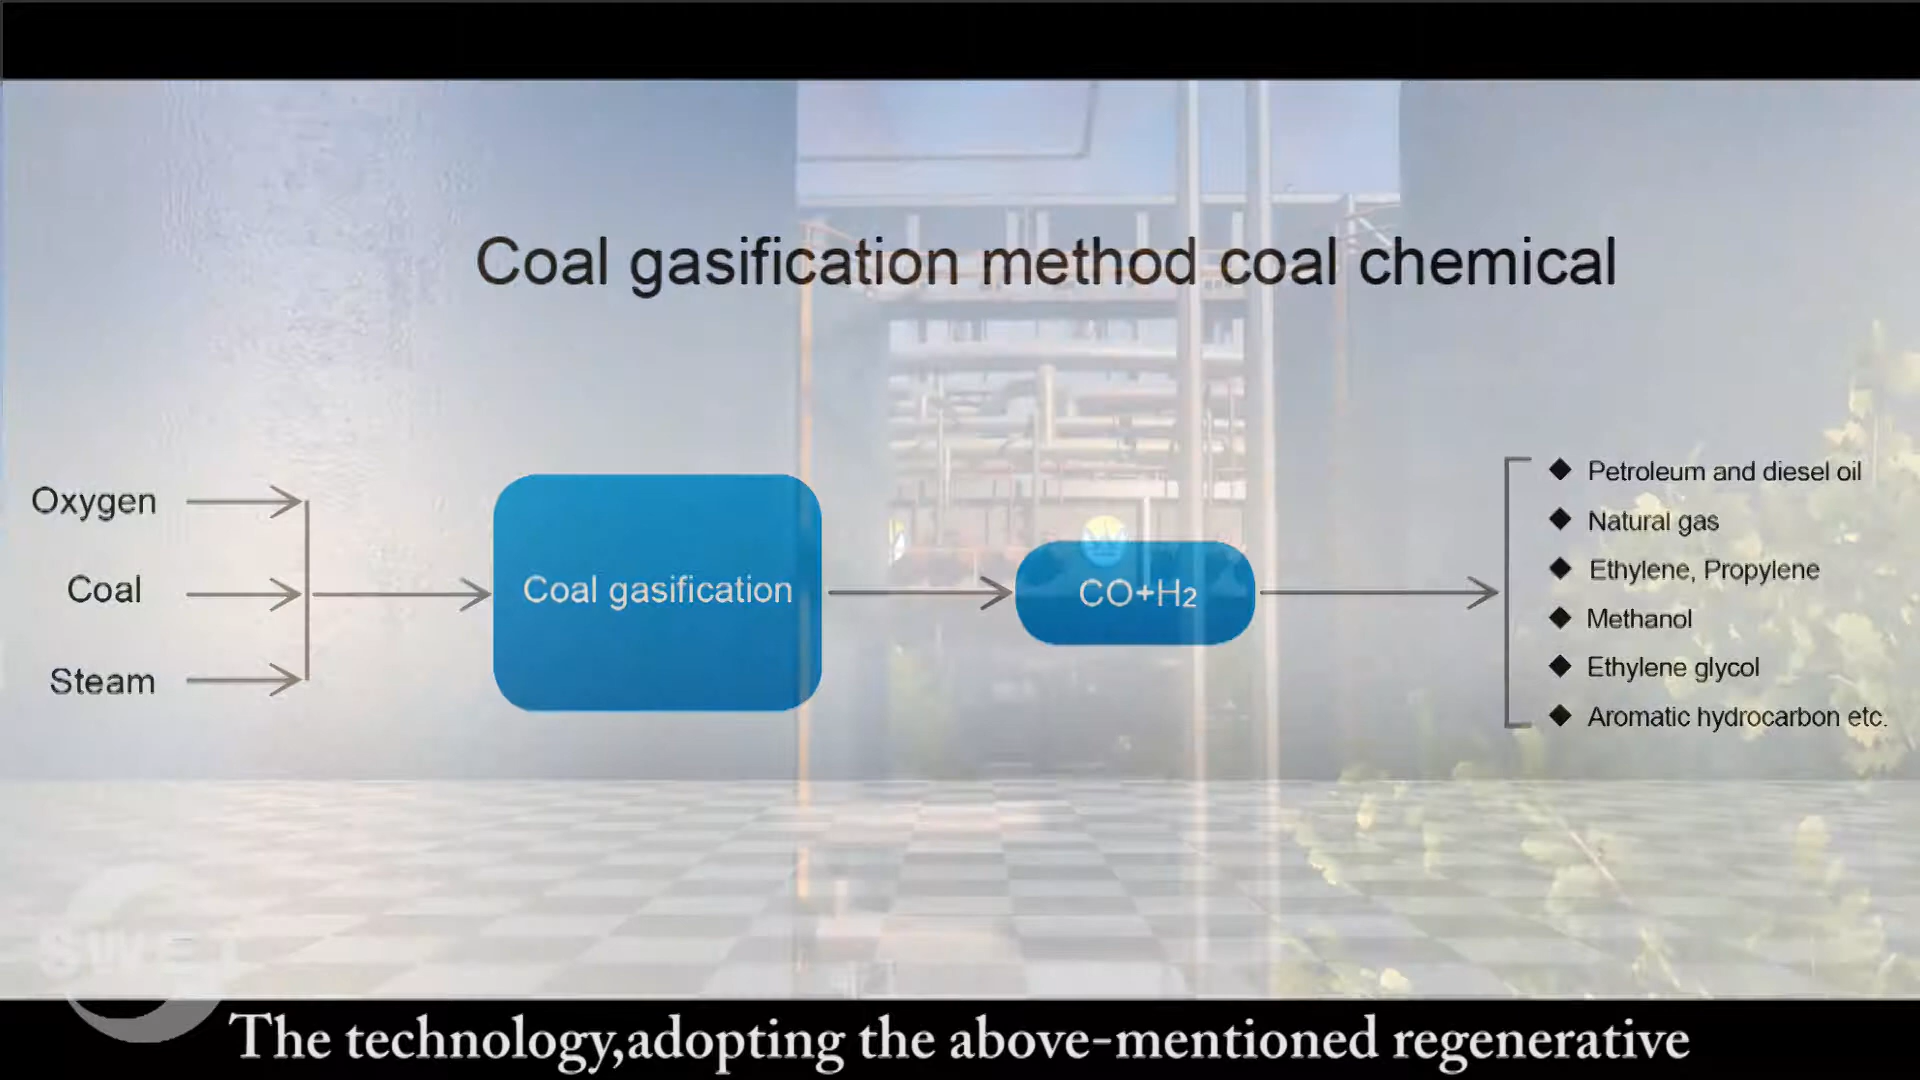 Coal gasification method coal chemical
Oxygen
Coal
Steam
Coal gasification
CO+H₂
Petroleum and diesel oil
Natural gas
Ethylene, Propylene
Methanol
Ethylene glycol
Aromatic hydrocarbon etc.
The technology,adopting the above-mentioned regenerative